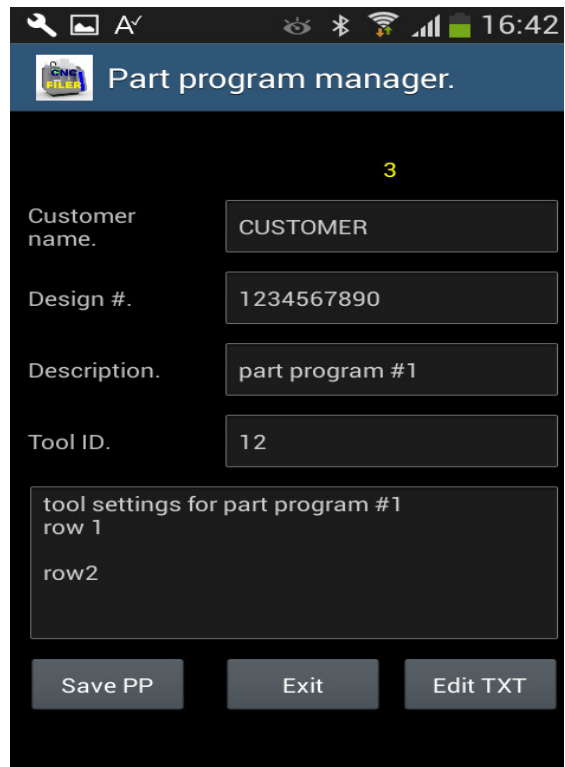 A 16:42
CNC
FILER
Part program manager.
3
Customer
name.
CUSTOMER
Design #.
1234567890
Description.
part program #1
Tool ID.
12
tool settings for part program #1
row 1
row2
Save PP
Exit
Edit TXT